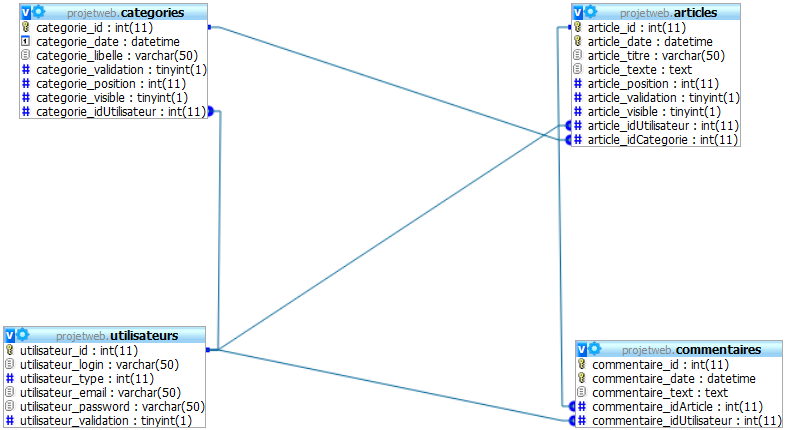 projetweb.categories
categorie_id : int(11)
categorie_date : datetime
categorie_libelle : varchar(50)
categorie_validation : tinyint(1)
categorie_position : int(11)
categorie_visible : tinyint(1)
categorie_idUtilisateur : int(11)
projetweb.articles
article_id : int(11)
article_date : datetime
article_titre : varchar(50)
article_texte : text
article_position : int(11)
article_validation : tinyint(1)
article_visible : tinyint(1)
article_idUtilisateur : int(11)
article_idCategorie : int(11)
projetweb.utilisateurs
utilisateur_id : int(11)
utilisateur_login : varchar(50)
utilisateur_type : int(11)
utilisateur_email : varchar(50)
utilisateur_password : varchar(50)
utilisateur_validation : tinyint(1)
projetweb.commentaires
commentaire_id : int(11)
commentaire_date : datetime
commentaire_text : text
commentaire_idArticle : int(11)
commentaire_idUtilisateur : int(11)